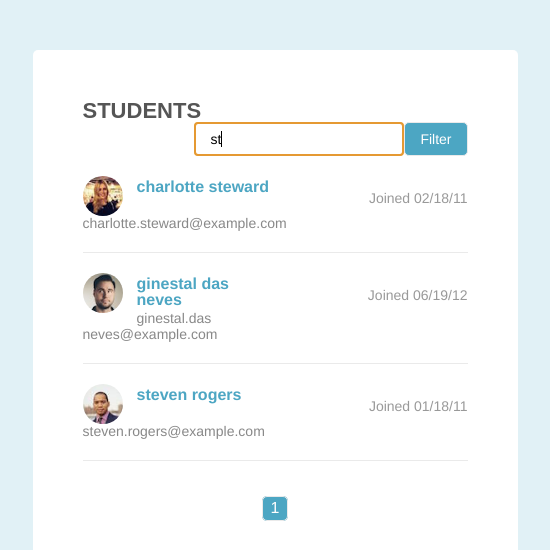 STUDENTS
st
Filter
charlotte steward
Joined 02/18/11
charlotte.steward@example.com
ginestal das
neves
Joined 06/19/12
ginestal.das
neves@example.com
steven rogers
Joined 01/18/11
steven.rogers@example.com
1